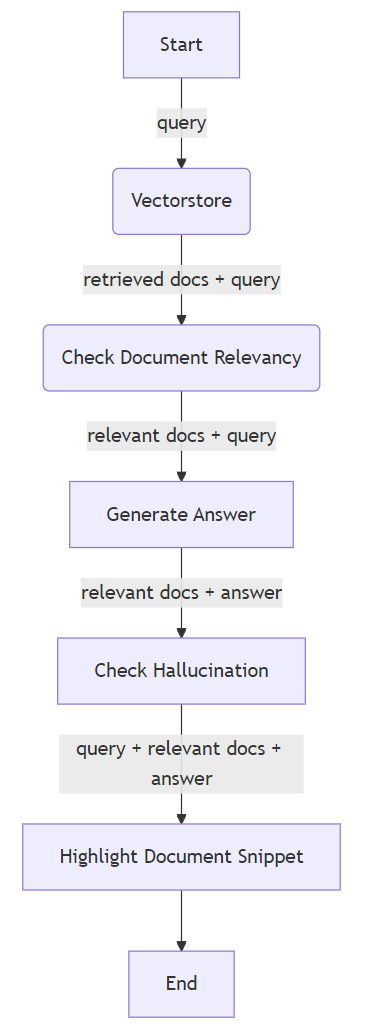 Start
query
Vectorstore
retrieved docs + query
Check Document Relevancy
relevant docs + query
Generate Answer
relevant docs + answer
Check Hallucination
query + relevant docs +
answer
Highlight Document Snippet
End